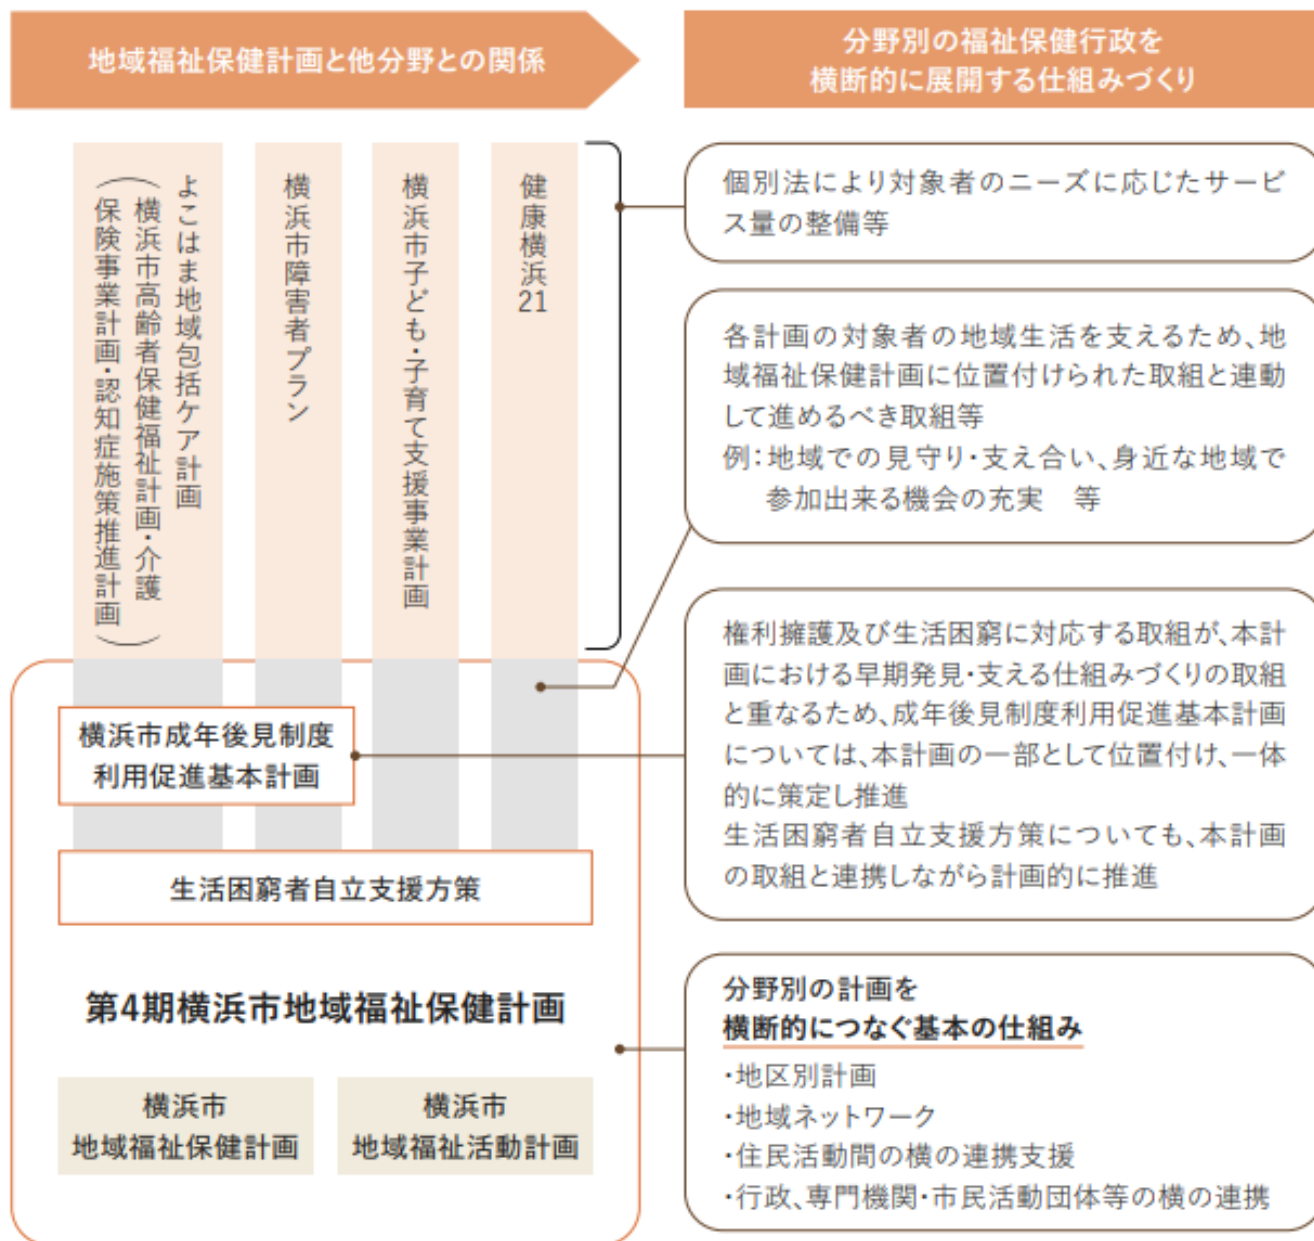 地域福祉保健計画と他分野との関係
分野別の福祉保健行政を
横断的に展開する仕組みづくり
よこはま地域包括ケア計画
（横浜市高齢者保健福祉計画・介護
保険事業計画・認知症施策推進計画）
横浜市障害者プラン
横浜市子ども・子育て支援事業計画
健康横浜21
個別法により対象者のニーズに応じたサービ
ス量の整備等
各計画の対象者の地域生活を支えるため、地
域福祉保健計画に位置付けられた取組と連動
して進めるべき取組等
例：地域での見守り・支え合い、身近な地域で
参加出来る機会の充実　等
横浜市成年後見制度
利用促進基本計画
権利擁護及び生活困窮に対応する取組が、本計
画における早期発見・支える仕組みづくりの取組
と重なるため、成年後見制度利用促進基本計画
については、本計画の一部として位置付け、一体
的に策定し推進
生活困窮者自立支援方策についても、本計画
の取組と連携しながら計画的に推進
生活困窮者自立支援方策
第4期横浜市地域福祉保健計画
横浜市
地域福祉保健計画
横浜市
地域福祉活動計画
分野別の計画を
横断的につなぐ基本の仕組み
・地区別計画
・地域ネットワーク
・住民活動間の横の連携支援
・行政、専門機関・市民活動団体等の横の連携